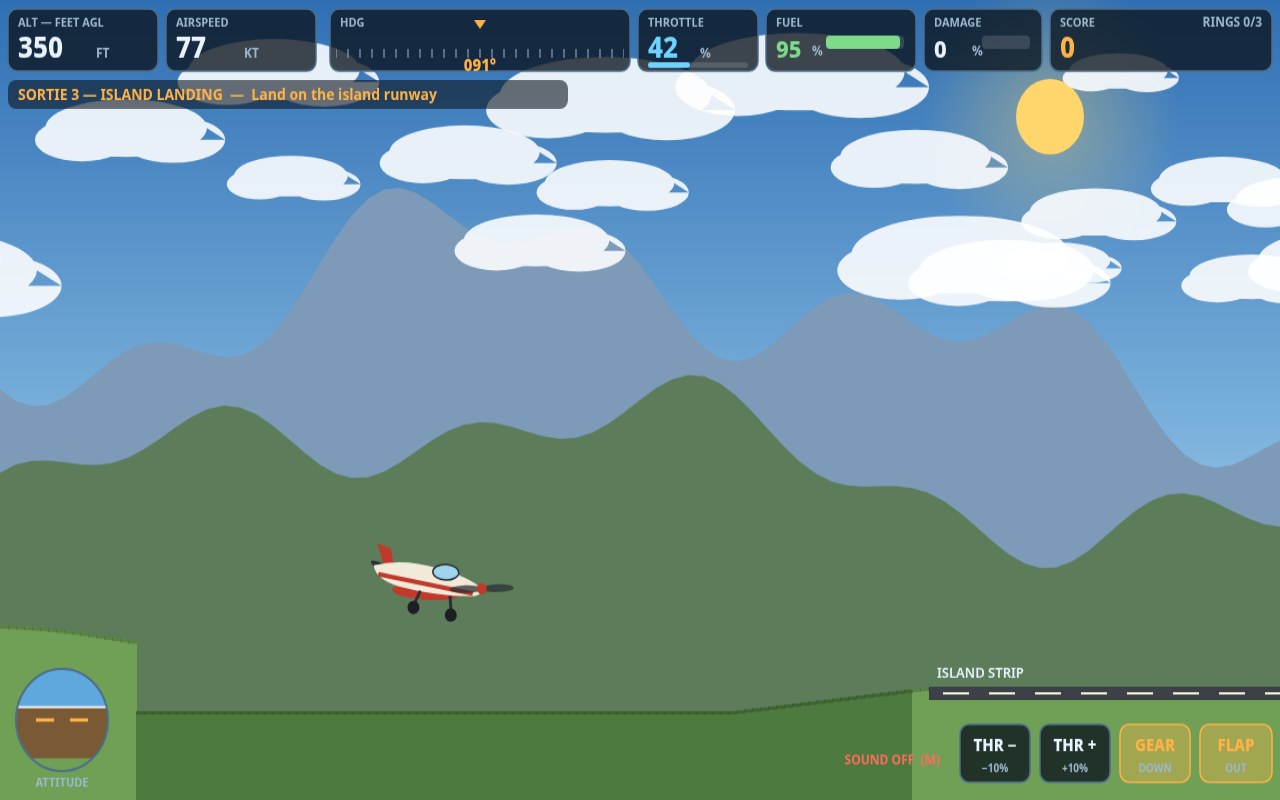 ALT — FEET AGL
350 FT
AIRSPEED
77 KT
HDG
091°
THROTTLE
42 %
FUEL
95 %
DAMAGE
0 %
SCORE
RINGS 0/3
0
SORTIE 3 — ISLAND LANDING — Land on the island runway
ISLAND STRIP
ATTITUDE
SOUND OFF (M)
THR −
−10%
THR +
+10%
GEAR
DOWN
FLAP
OUT